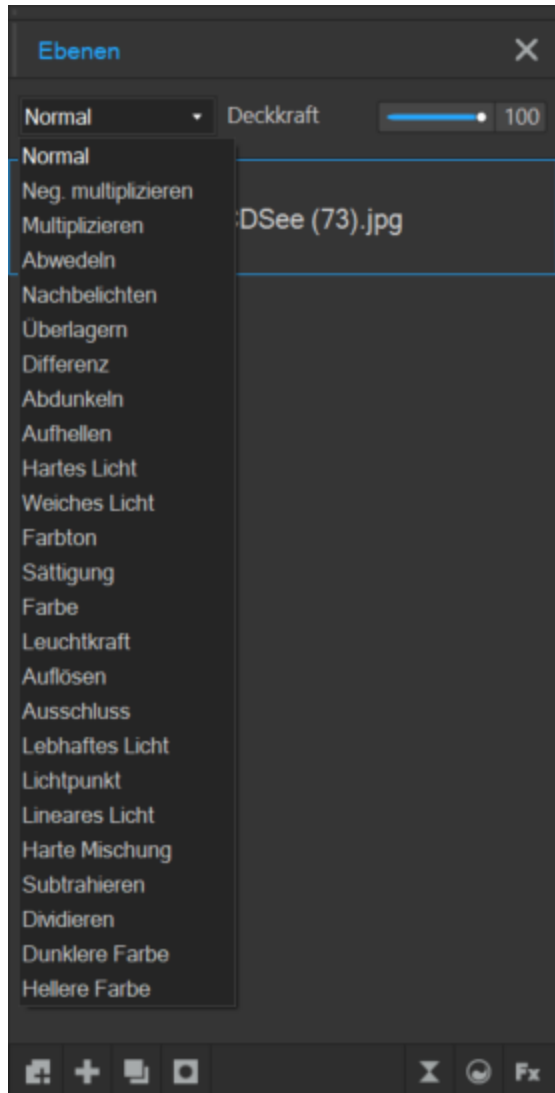 Ebenen
Normal Deckkraft 100
Normal
Neg. multiplizieren
Multiplizieren
CDSee (73).jpg
Abwedeln
Nachbelichten
Überlagern
Differenz
Abdunkeln
Aufhellen
Hartes Licht
Weiches Licht
Farbton
Sättigung
Farbe
Leuchtkraft
Auflösen
Ausschluss
Lebhaftes Licht
Lichtpunkt
Lineares Licht
Harte Mischung
Subtrahieren
Dividieren
Dunklere Farbe
Hellere Farbe
Fx